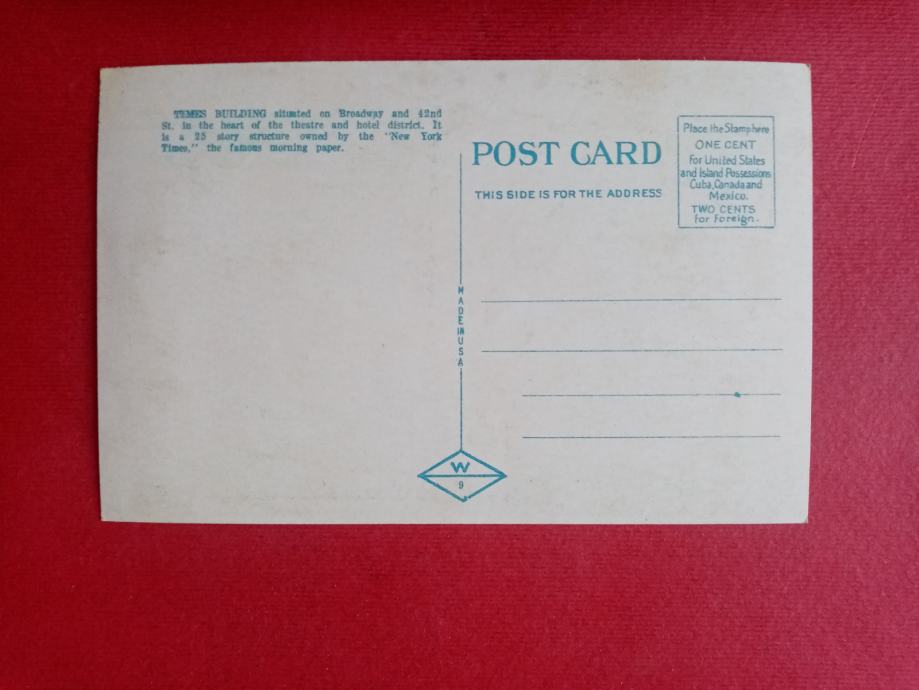 TIMES BUILDING situated on Broadway and 42nd
St. in the heart of the theatre and hotel district. It
is a 25 story structure owned by the "New York
Times," the famous morning paper.
POST CARD
THIS SIDE IS FOR THE ADDRESS
Place the Stamp here
ONE CENT
for United States
and Island Possessions
Cuba, Canada and
Mexico.
TWO CENTS
for Foreign.
MADE IN USA
W
9